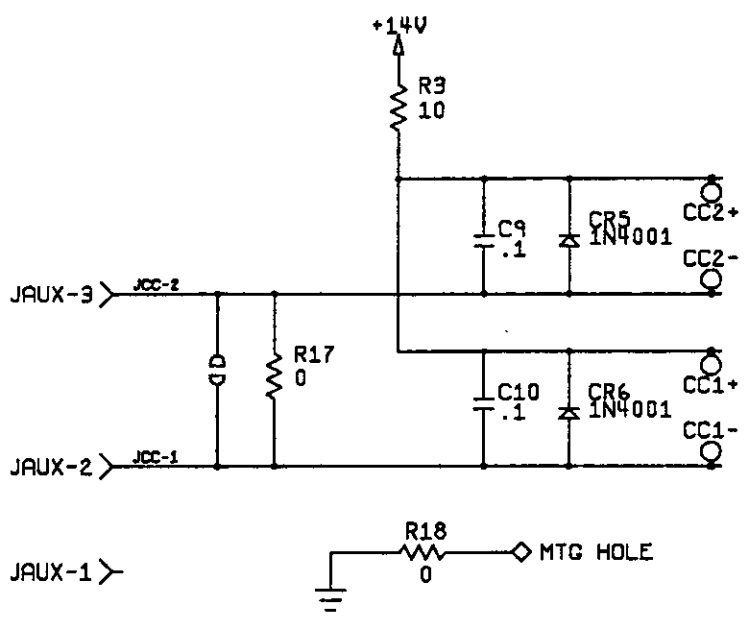 +14V
R3
10
CC2+
C9
.1
CR5
1N4001
CC2-
JAUX-3
JCC-2
R17
0
CC1+
C10
.1
CR6
1N4001
CC1-
JAUX-2
JCC-1
R18
0
MTG HOLE
JAUX-1